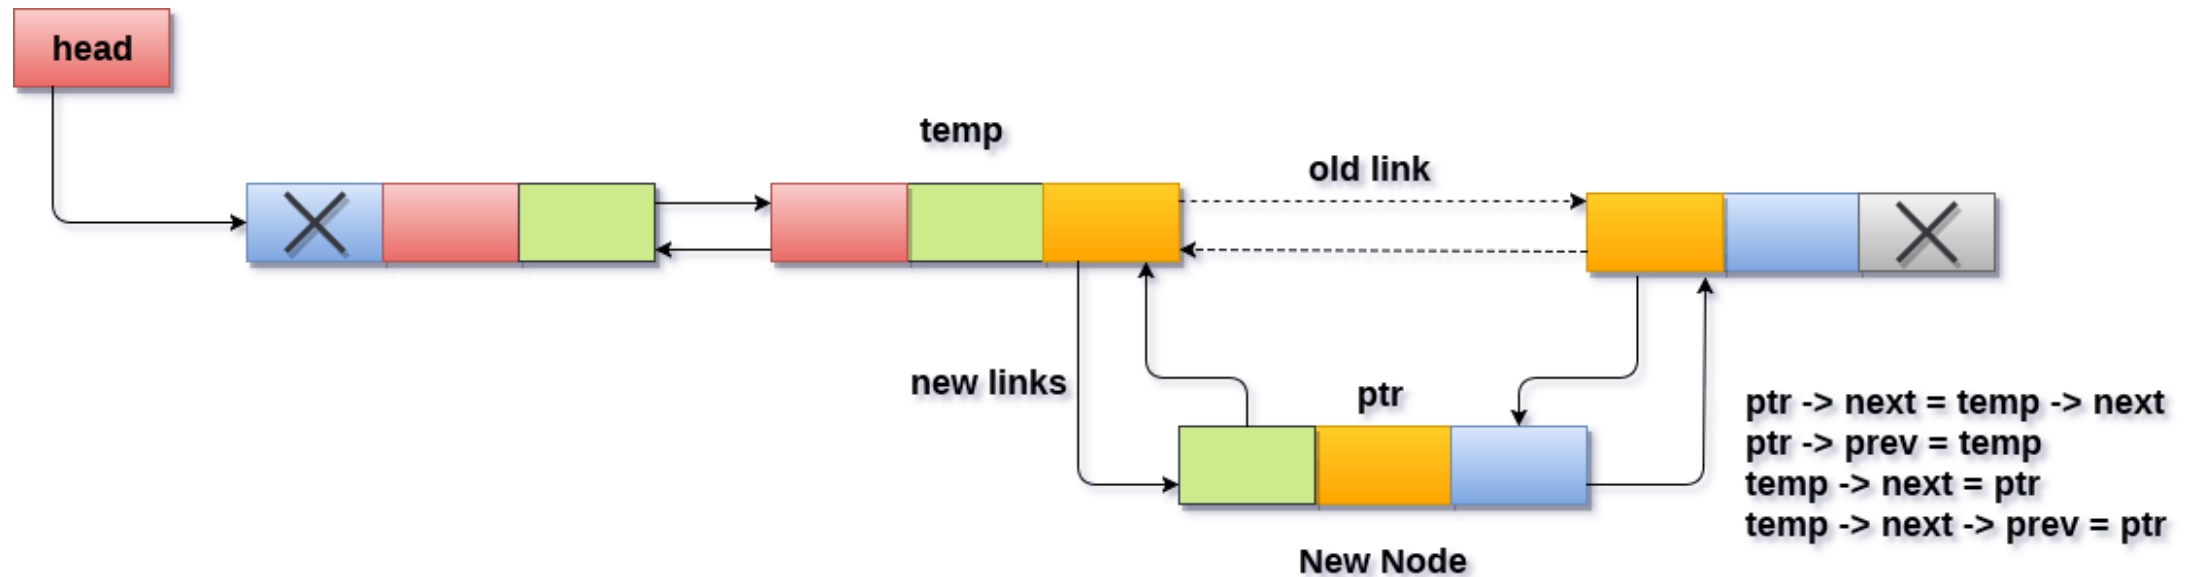 head
temp
old link
new links
ptr
ptr -> next = temp -> next
ptr -> prev = temp
temp -> next = ptr
temp -> next -> prev = ptr
New Node